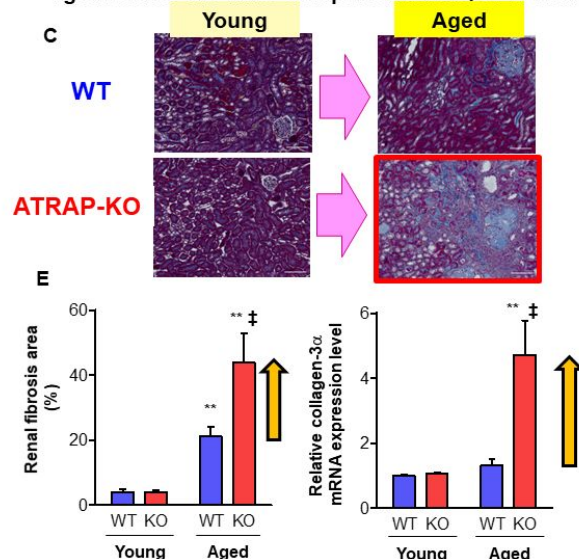 Young Aged
C
WT
ATRAP-KO
E
Renal fibrosis area
(%)
60
40
20
0
**
** ‡
WT KO WT KO
Young Aged
Relative collagen-3α
mRNA expression level
6
4
2
0
** ‡
WT KO WT KO
Young Aged